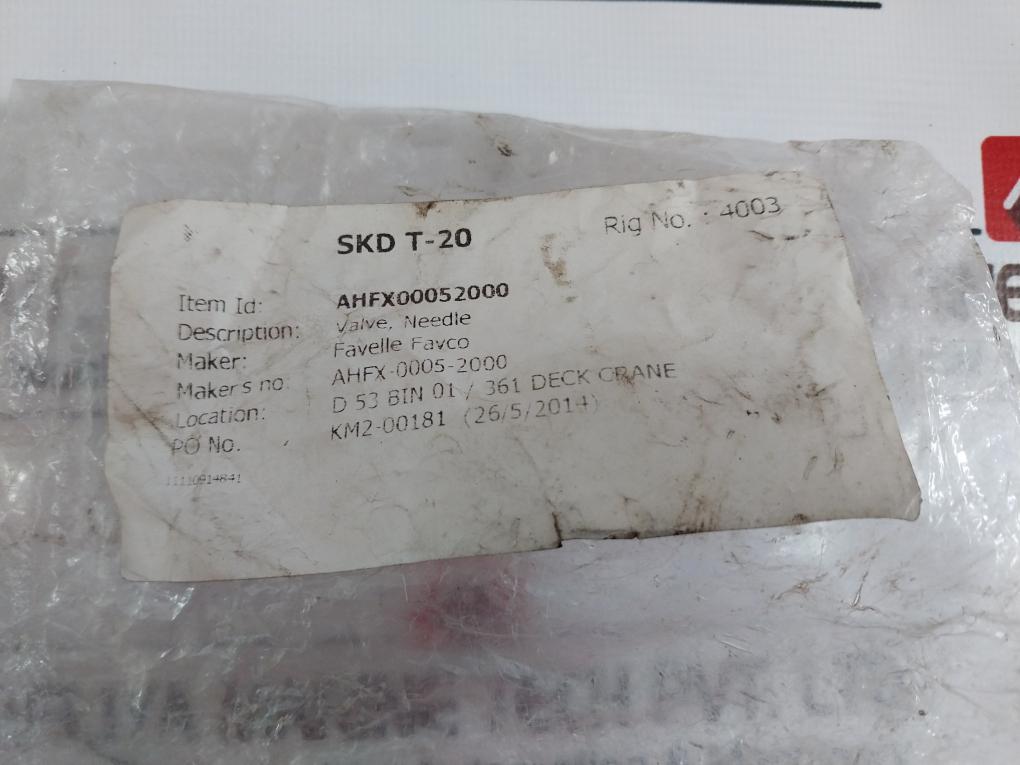 SKD T-20
Rig No. : 4003
Item Id: AHFX00052000
Description: Valve, Needle
Maker: Favelle Favco
Makers no: AHFX-0005-2000
Location: D 53 BIN 01 / 361 DECK CRANE
PO No. KM2-00181 (26/5/2014)
11110914841